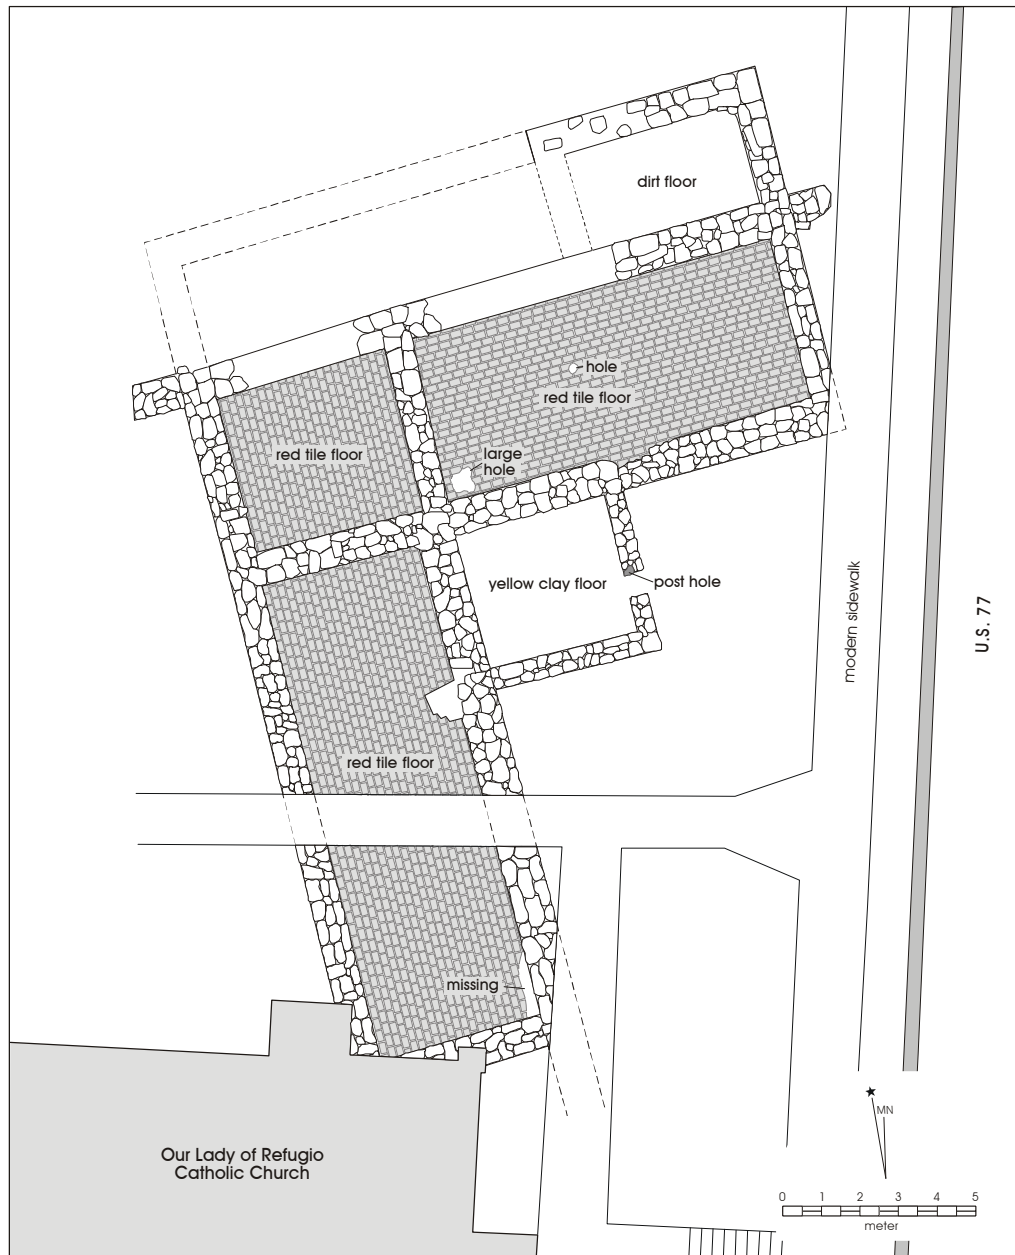 dirt floor
hole
red tile floor
large
hole
red tile floor
yellow clay floor
post hole
modern sidewalk
U.S. 77
red tile floor
missing
MN
Our Lady of Refugio
Catholic Church
0 1 2 3 4 5
meter